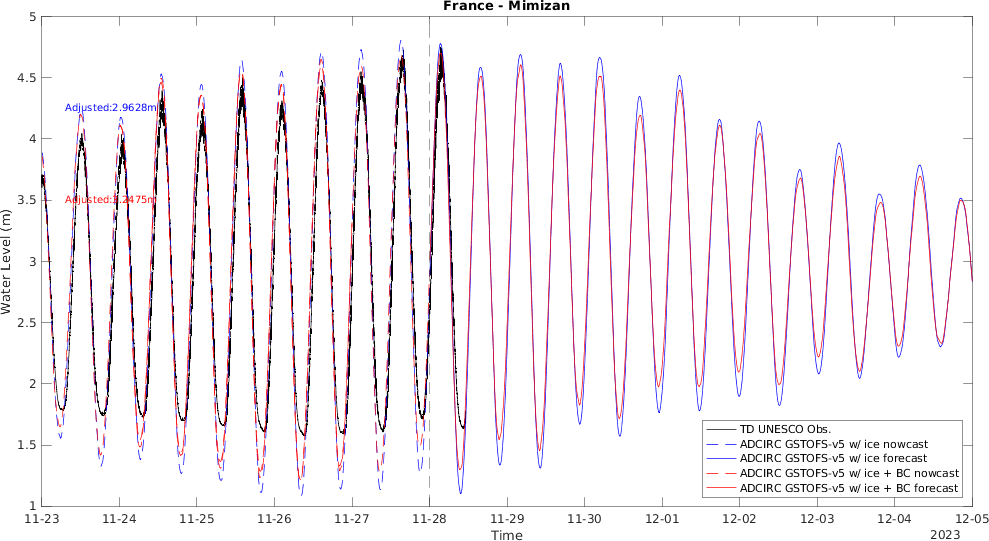 France - Mimizan
Water Level (m)
5
4.5
4
3.5
3
2.5
2
1.5
1
Adjusted:2.9628m
TD UNESCO Obs.
ADCIRC GSTOFS-v5 w/ ice nowcast
ADCIRC GSTOFS-v5 w/ ice forecast
ADCIRC GSTOFS-v5 w/ ice + BC nowcast
ADCIRC GSTOFS-v5 w/ ice + BC forecast
11-23
11-24
11-25
11-26
11-27
11-28
11-29
11-30
12-01
12-02
12-03
12-04
12-05
Time
2023